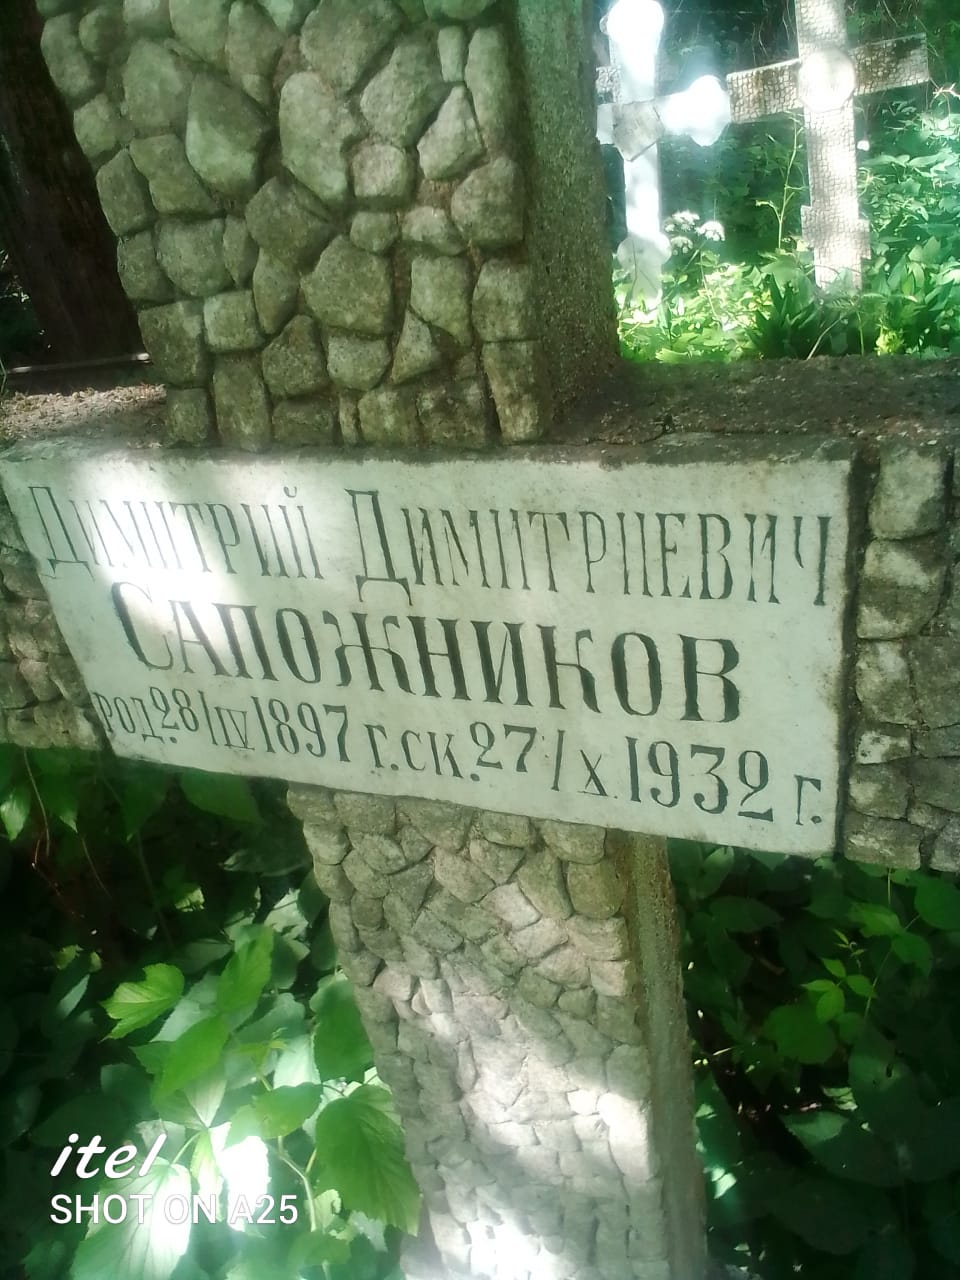 Димитрий Димитриевич
Сапожников
род. 28/IV 1897 г. ск. 27/X 1932 г.
itel
SHOT ON A25